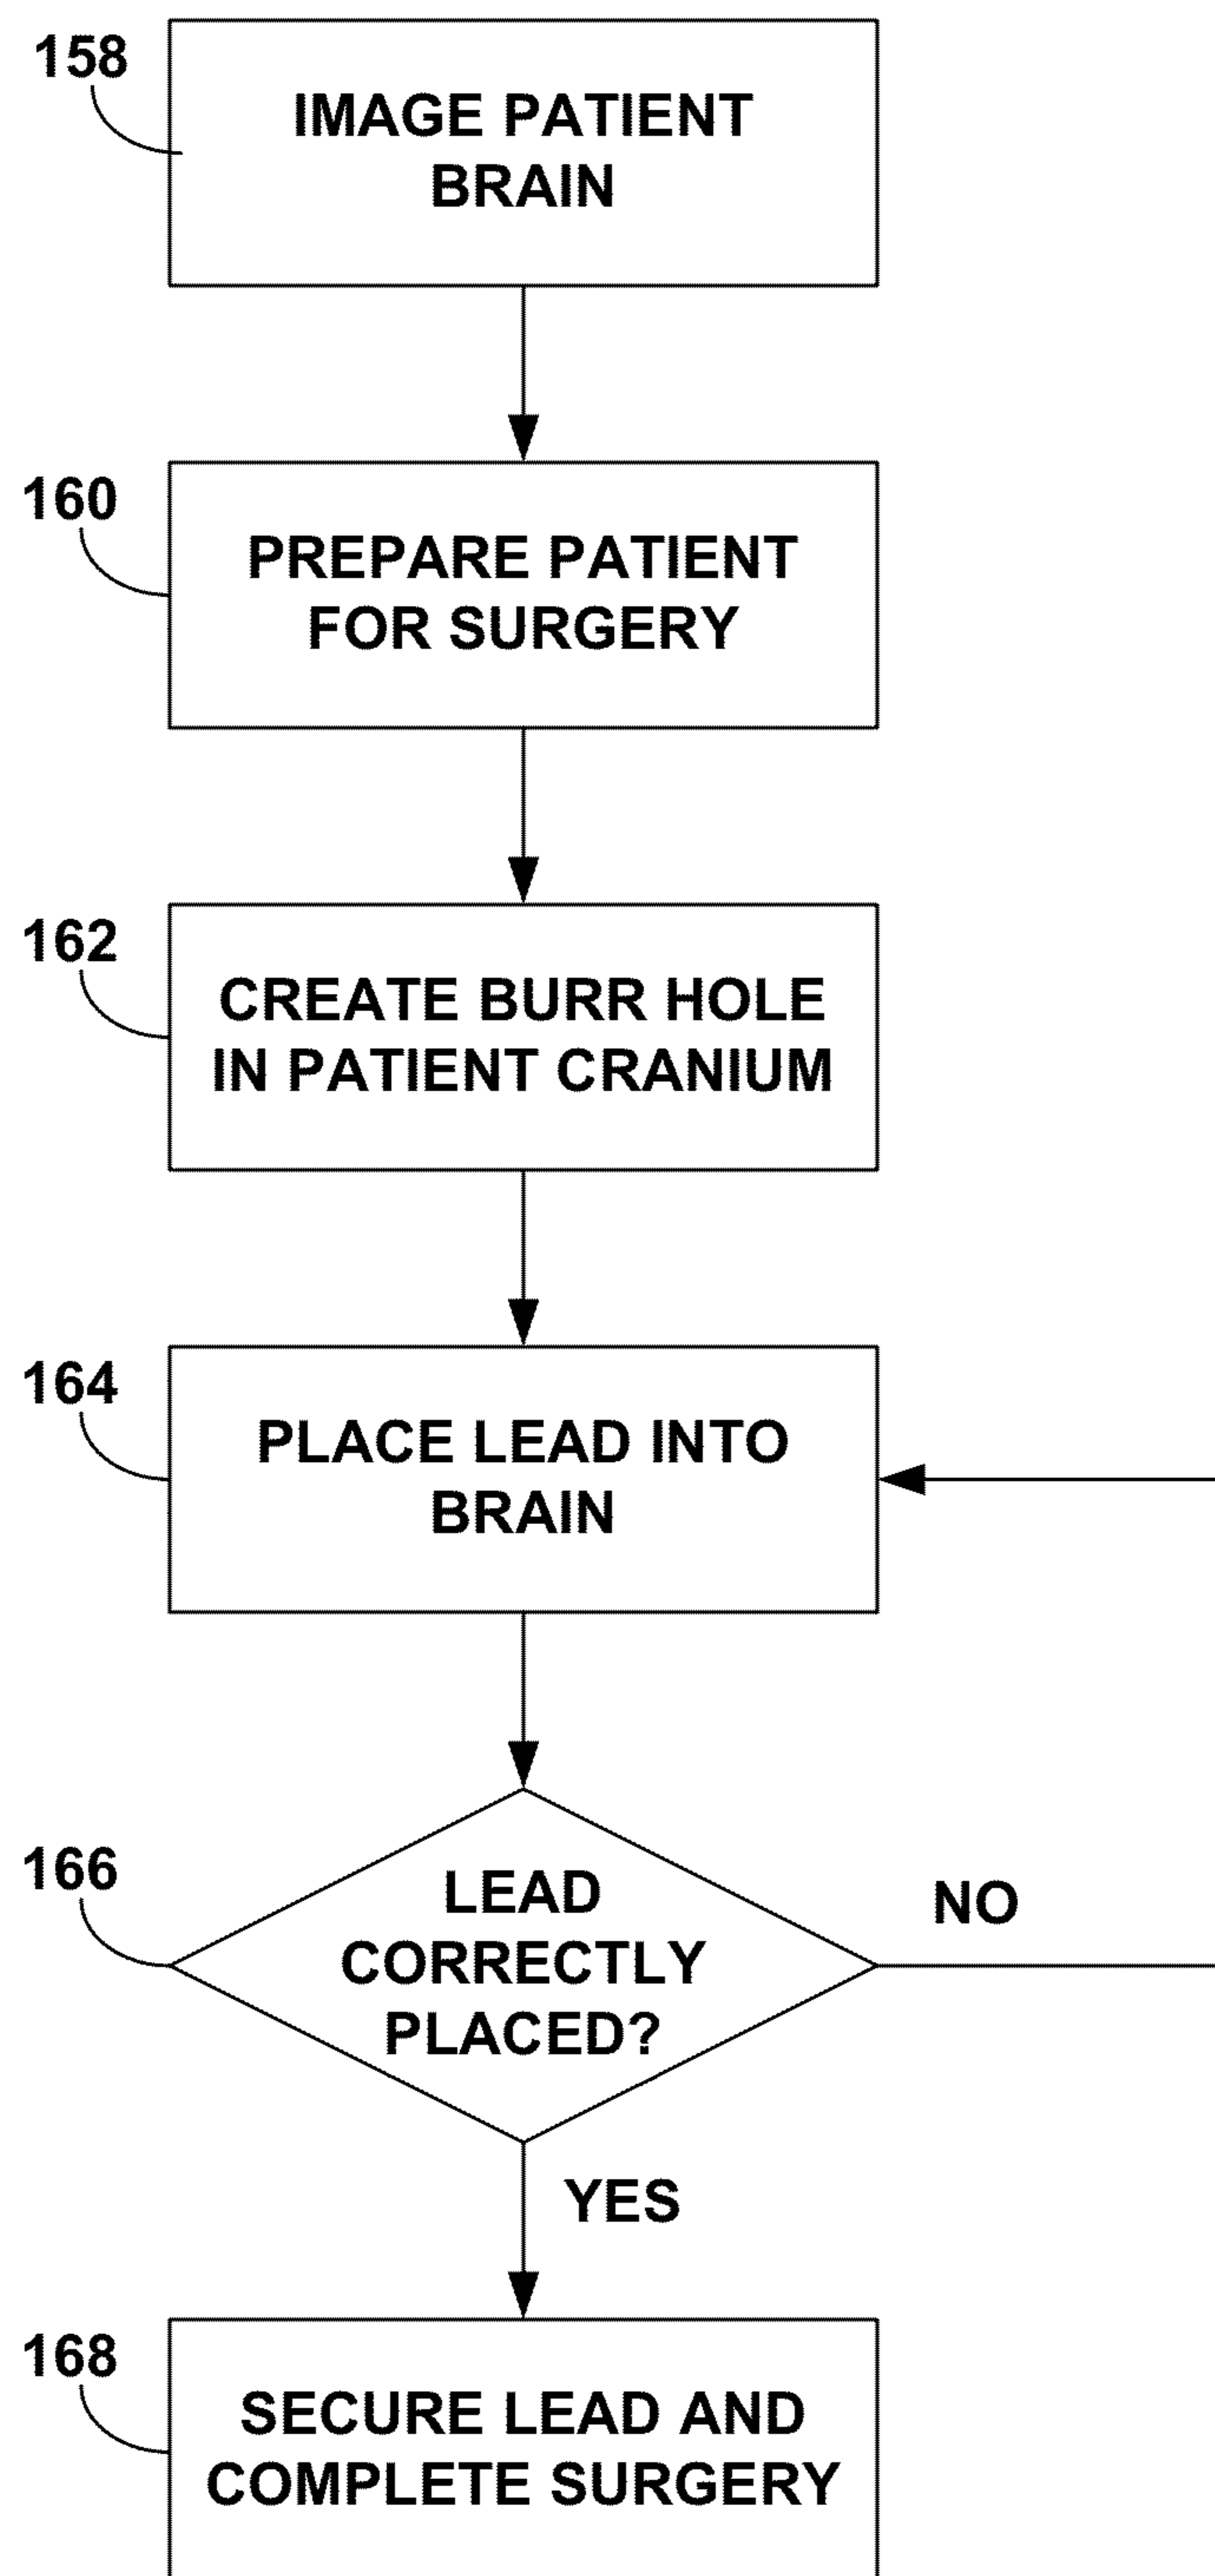 158
IMAGE PATIENT
BRAIN
160
PREPARE PATIENT
FOR SURGERY
162
CREATE BURR HOLE
IN PATIENT CRANIUM
164
PLACE LEAD INTO
BRAIN
166
LEAD
CORRECTLY
PLACED?
NO
YES
168
SECURE LEAD AND
COMPLETE SURGERY